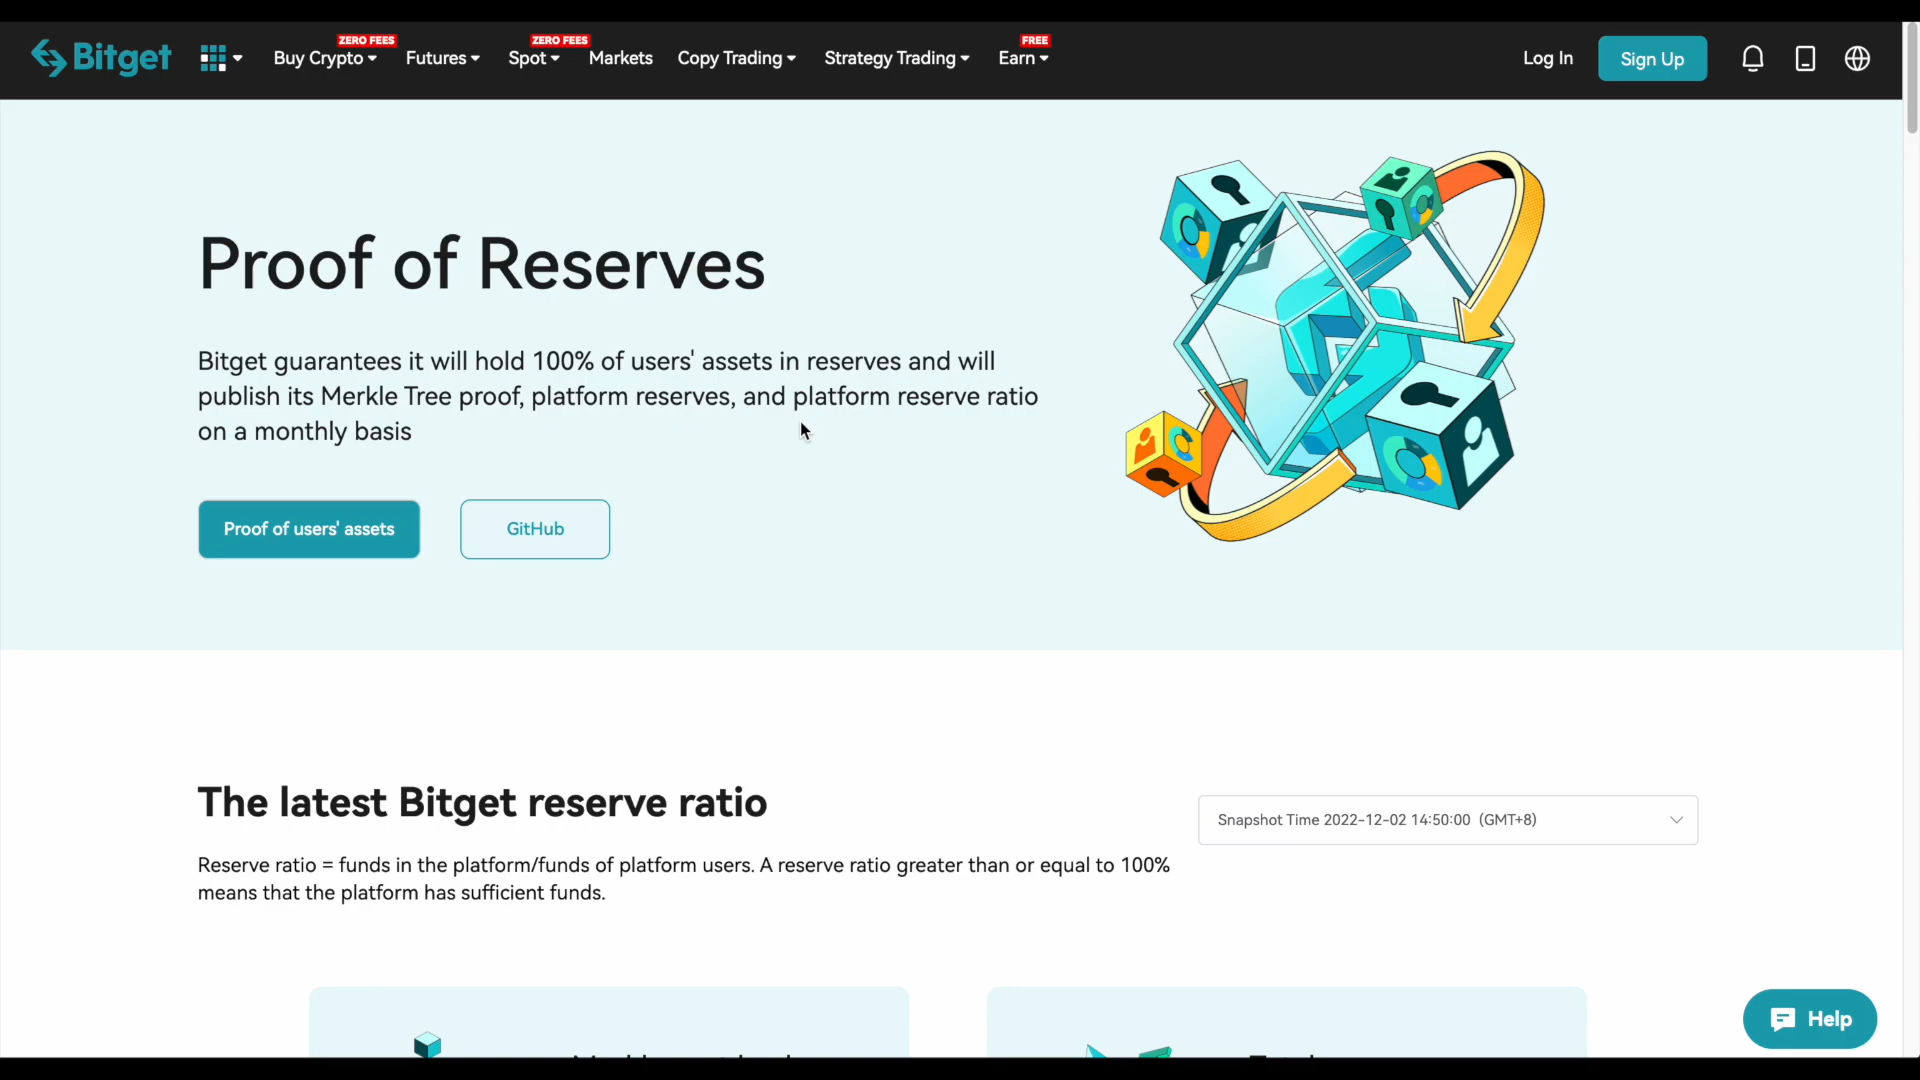 Bitget
Buy Crypto
ZERO FEES
Futures
Spot
ZERO FEES
Markets
Copy Trading
Strategy Trading
Earn
FREE
Log In
Sign Up
Proof of Reserves
Bitget guarantees it will hold 100% of users' assets in reserves and will
publish its Merkle Tree proof, platform reserves, and platform reserve ratio
on a monthly basis
Proof of users' assets
GitHub
The latest Bitget reserve ratio
Snapshot Time 2022-12-02 14:50:00 (GMT+8)
Reserve ratio = funds in the platform/funds of platform users. A reserve ratio greater than or equal to 100%
means that the platform has sufficient funds.
Help